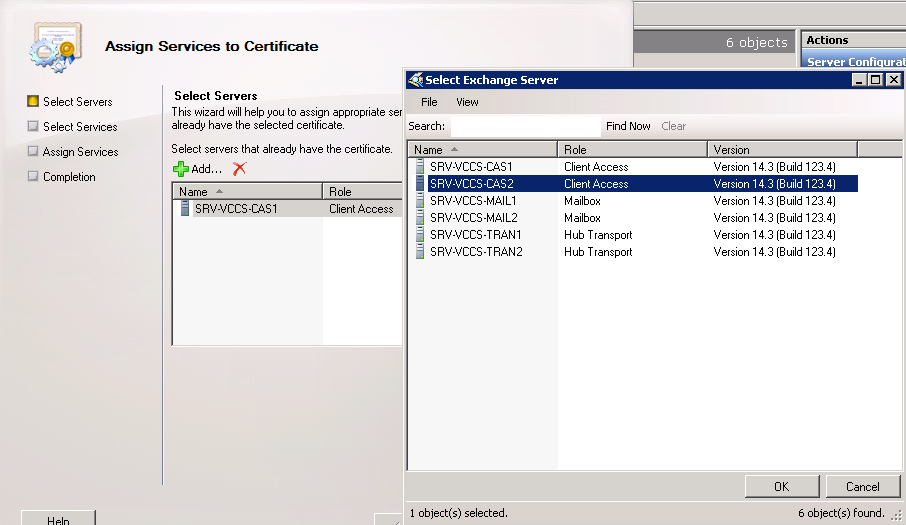 Assign Services to Certificate
Select Servers
Select Services
Assign Services
Completion
Select Servers
This wizard will help you to assign appropriate ser
already have the selected certificate.
Select servers that already have the certificate.
Add...
Name Role
SRV-VCCS-CAS1 Client Access
Help
6 objects
Actions
Server Configurat
Select Exchange Server
File View
Search: Find Now Clear
Name Role Version
SRV-VCCS-CAS1 Client Access Version 14.3 (Build 123.4)
SRV-VCCS-CAS2 Client Access Version 14.3 (Build 123.4)
SRV-VCCS-MAIL1 Mailbox Version 14.3 (Build 123.4)
SRV-VCCS-MAIL2 Mailbox Version 14.3 (Build 123.4)
SRV-VCCS-TRAN1 Hub Transport Version 14.3 (Build 123.4)
SRV-VCCS-TRAN2 Hub Transport Version 14.3 (Build 123.4)
OK Cancel
1 object(s) selected. 6 object(s) found.